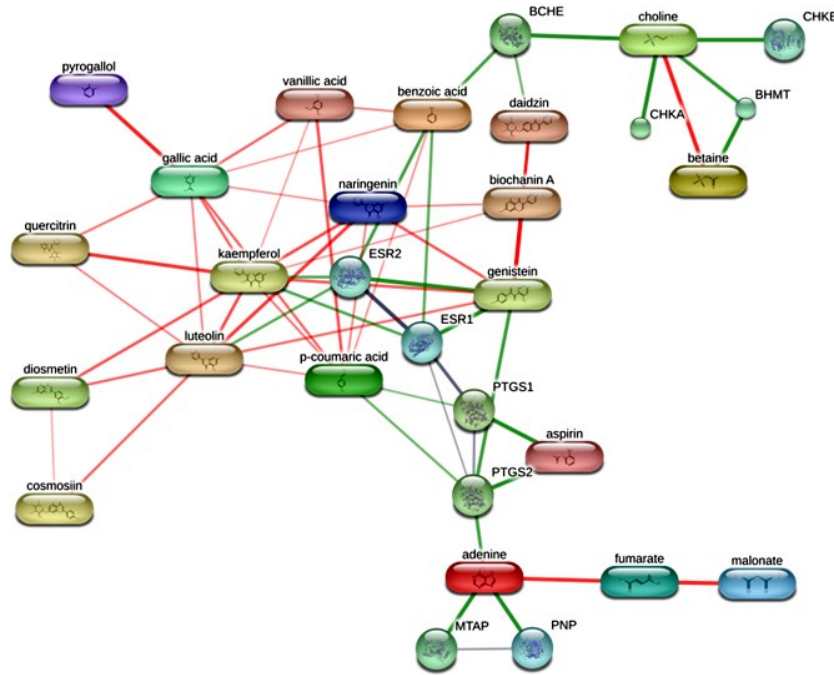 BCHE
choline
CHKB
pyrogallol
vanillic acid
benzoic acid
daidzin
CHKA
BHMT
gallic acid
betaine
naringenin
biochanin A
quercitrin
kaempferol
ESR2
genistein
ESR1
luteolin
p-coumaric acid
diosmetin
PTGS1
aspirin
PTGS2
cosmosiin
adenine
fumarate
malonate
MTAP
PNP